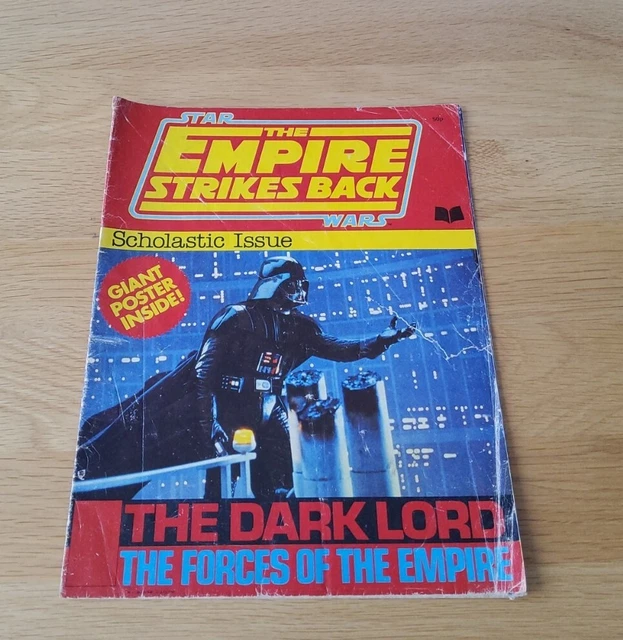 STAR
THE
EMPIRE
STRIKES BACK
WARS
Scholastic Issue
GIANT
POSTER
INSIDE!
THE DARK LORD
THE FORCES OF THE EMPIRE